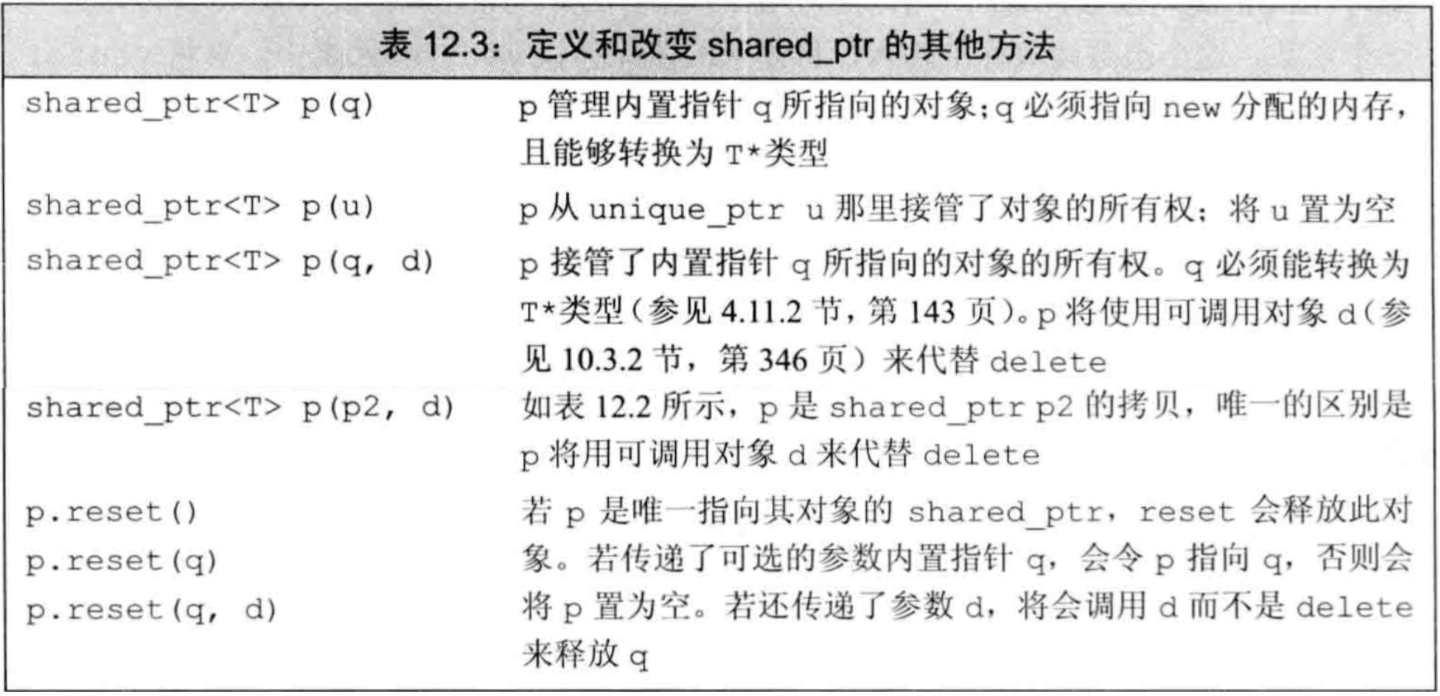 表 12.3：定义和改变 shared_ptr 的其他方法
shared_ptr<T> p(q) p 管理内置指针 q 所指向的对象；q 必须指向 new 分配的内存，
且能够转换为 T*类型
shared_ptr<T> p(u) p 从 unique_ptr u 那里接管了对象的所有权；将 u 置为空
shared_ptr<T> p(q, d) p 接管了内置指针 q 所指向的对象的所有权。q 必须能转换为
T*类型（参见 4.11.2 节，第 143 页）。p 将使用可调用对象 d（参
见 10.3.2 节，第 346 页）来代替 delete
shared_ptr<T> p(p2, d) 如表 12.2 所示，p 是 shared_ptr p2 的拷贝，唯一的区别是
p 将用可调用对象 d 来代替 delete
p.reset() 若 p 是唯一指向其对象的 shared_ptr，reset 会释放此对
p.reset(q) 象。若传递了可选的参数内置指针 q，会令 p 指向 q，否则会
p.reset(q, d) 将 p 置为空。若还传递了参数 d，将会调用 d 而不是 delete
来释放 q